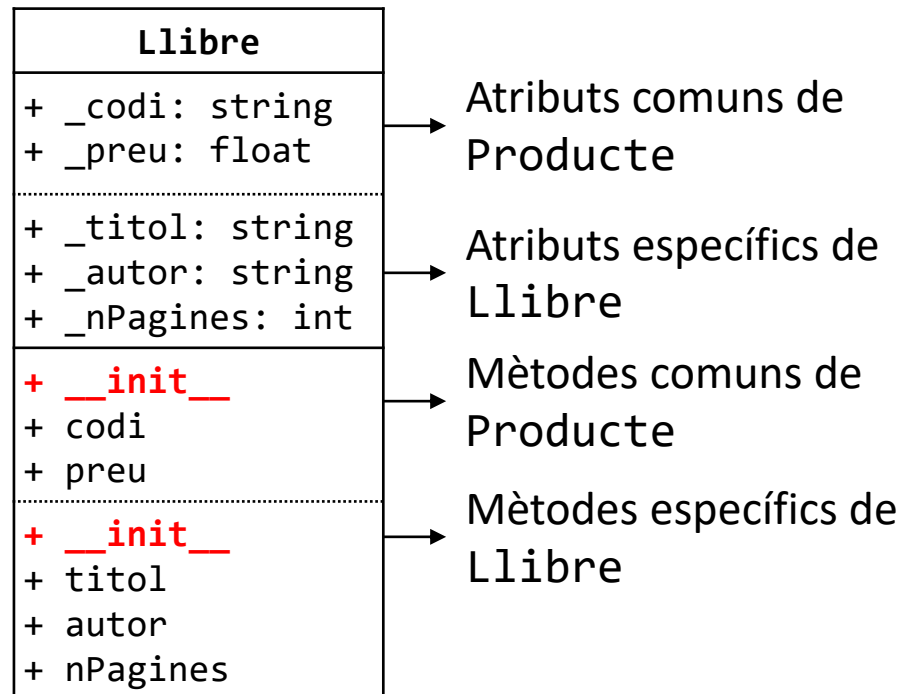 Llibre
+ _codi: string
+ _preu: float
Atributs comuns de
Producte
+ _titol: string
+ _autor: string
+ _nPagines: int
Atributs específics de
Llibre
+ __init__
+ codi
+ preu
Mètodes comuns de
Producte
+ __init__
+ titol
+ autor
+ nPagines
Mètodes específics de
Llibre